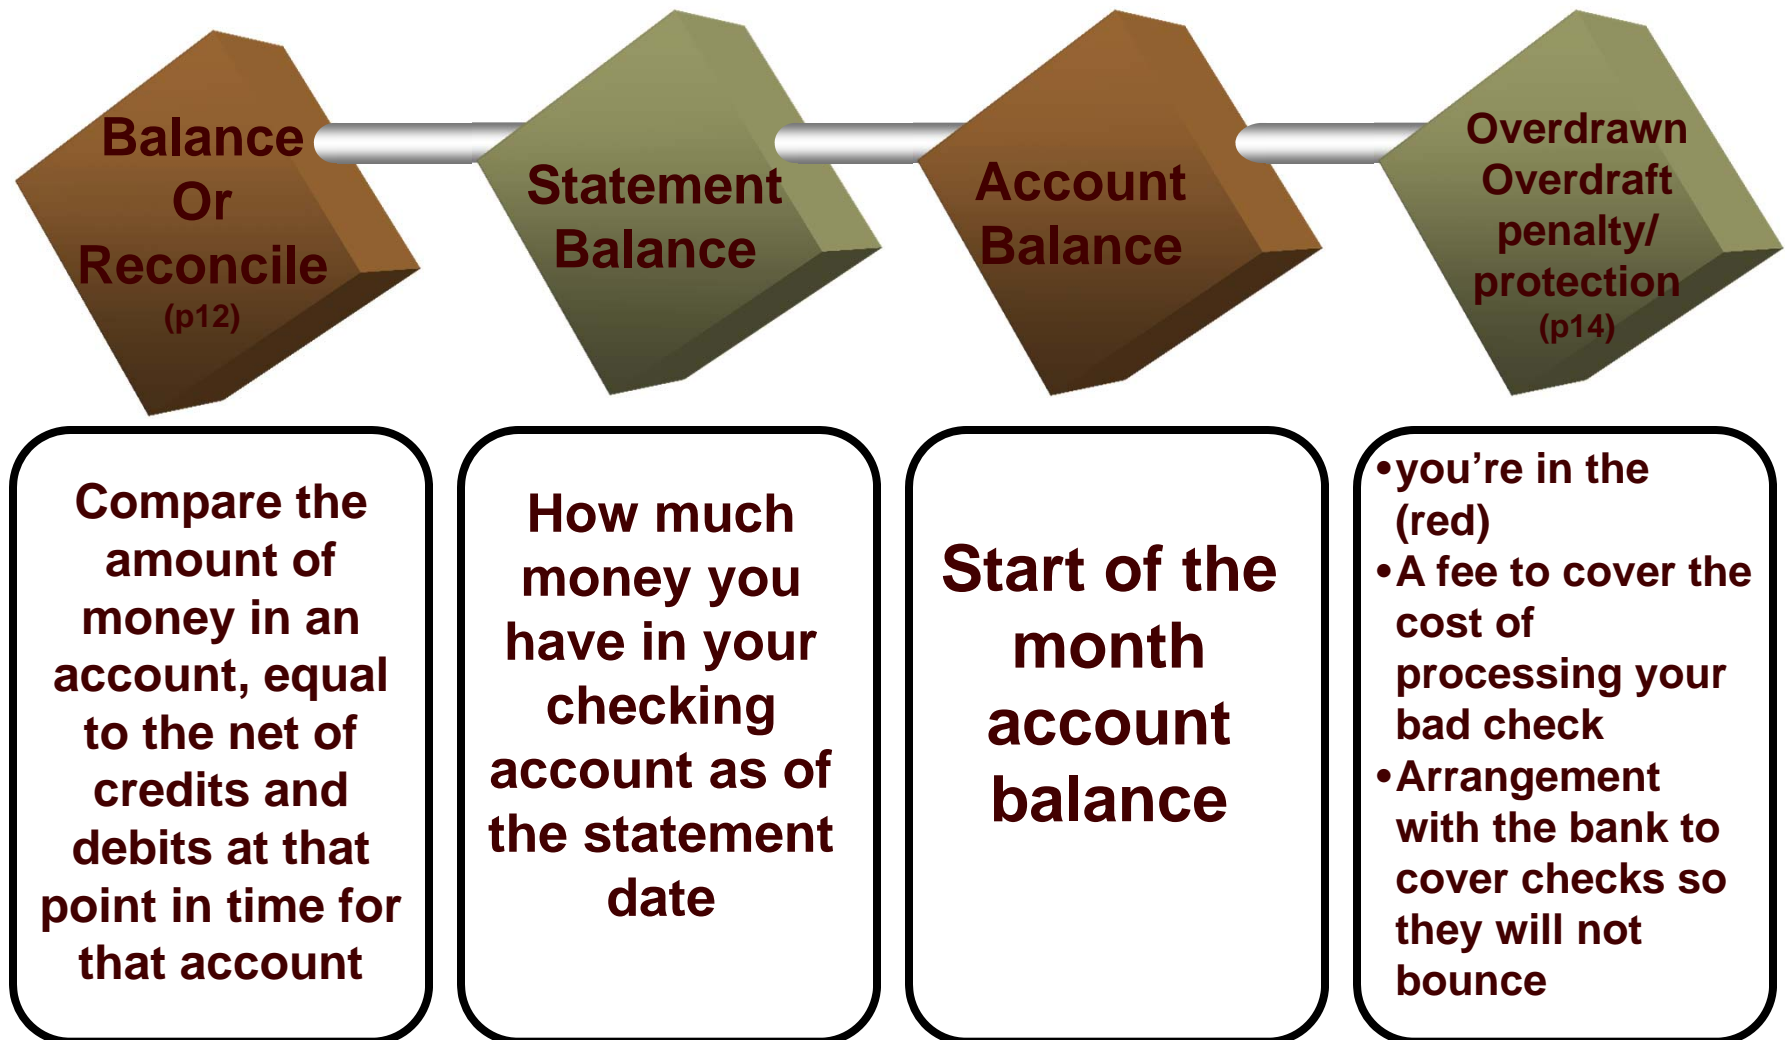 Balance
Or
Reconcile
(p12)
Statement
Balance
Account
Balance
Overdrawn
Overdraft
penalty/
protection
(p14)
Compare the
amount of
money in an
account, equal
to the net of
credits and
debits at that
point in time for
that account
How much
money you
have in your
checking
account as of
the statement
date
Start of the
month
account
balance
•you're in the
(red)
•A fee to cover the
cost of
processing your
bad check
•Arrangement
with the bank to
cover checks so
they will not
bounce